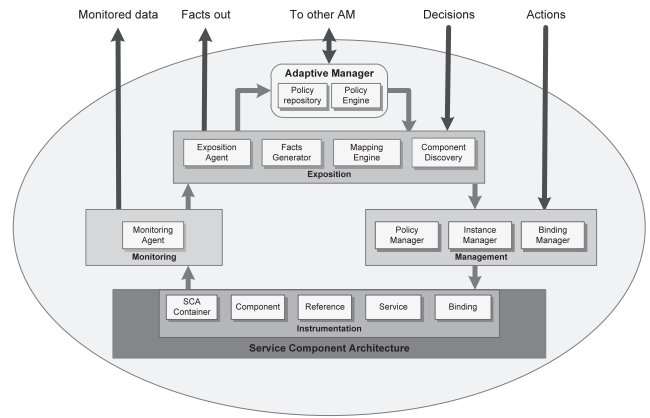 Monitored data
Facts out
To other AM
Decisions
Actions
Adaptive Manager
Policy
repository
Policy
Engine
Exposition
Agent
Facts
Generator
Mapping
Engine
Component
Discovery
Exposition
Monitoring
Agent
Monitoring
Policy
Manager
Instance
Manager
Binding
Manager
Management
SCA
Container
Component
Reference
Service
Binding
Instrumentation
Service Component Architecture